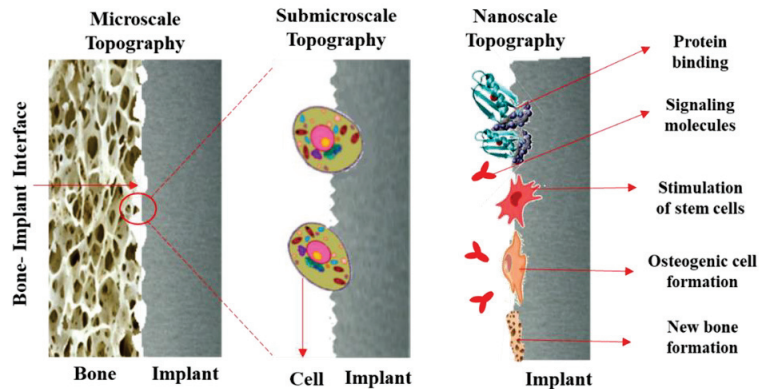 Microscale
Topography
Submicroscale
Topography
Nanoscale
Topography
Bone- Implant Interface
Bone
Implant
Cell
Implant
Implant
Protein
binding
Signaling
molecules
Stimulation
of stem cells
Osteogenic cell
formation
New bone
formation